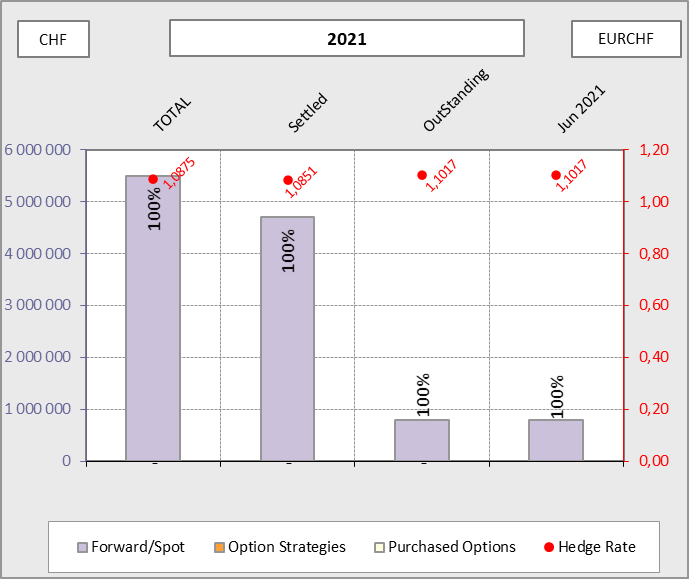 CHF
2021
EURCHF
TOTAL
Settled
OutStanding
Jun 2021
6 000 000
5 000 000
4 000 000
3 000 000
2 000 000
1 000 000
0
1,20
1,00
0,80
0,60
0,40
0,20
0,00
1,0875
1,0851
1,1017
1,1017
100%
100%
100%
100%
-
-
-
Forward/Spot
Option Strategies
Purchased Options
Hedge Rate